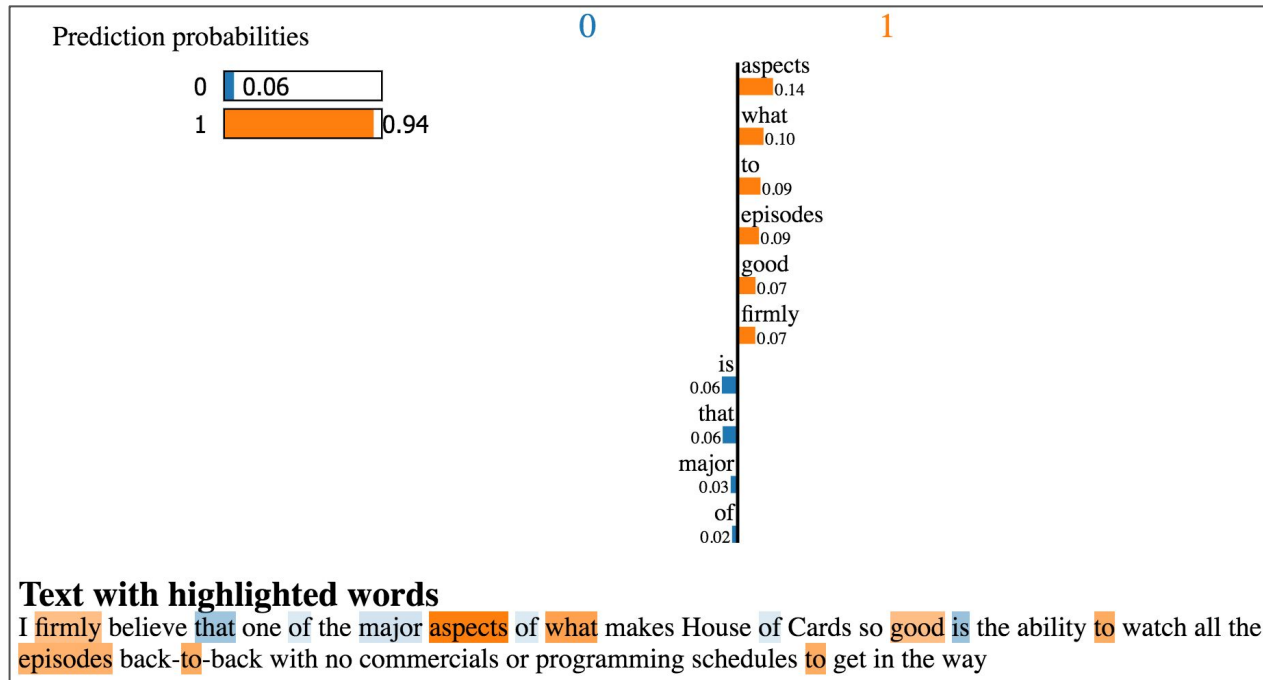 Prediction probabilities
0 0.06
1 0.94
0 1
aspects
0.14
what
0.10
to
0.09
episodes
0.09
good
0.07
firmly
0.07
is
0.06
that
0.06
major
0.03
of
0.02
Text with highlighted words
I firmly believe that one of the major aspects of what makes House of Cards so good is the ability to watch all the
episodes back-to-back with no commercials or programming schedules to get in the way